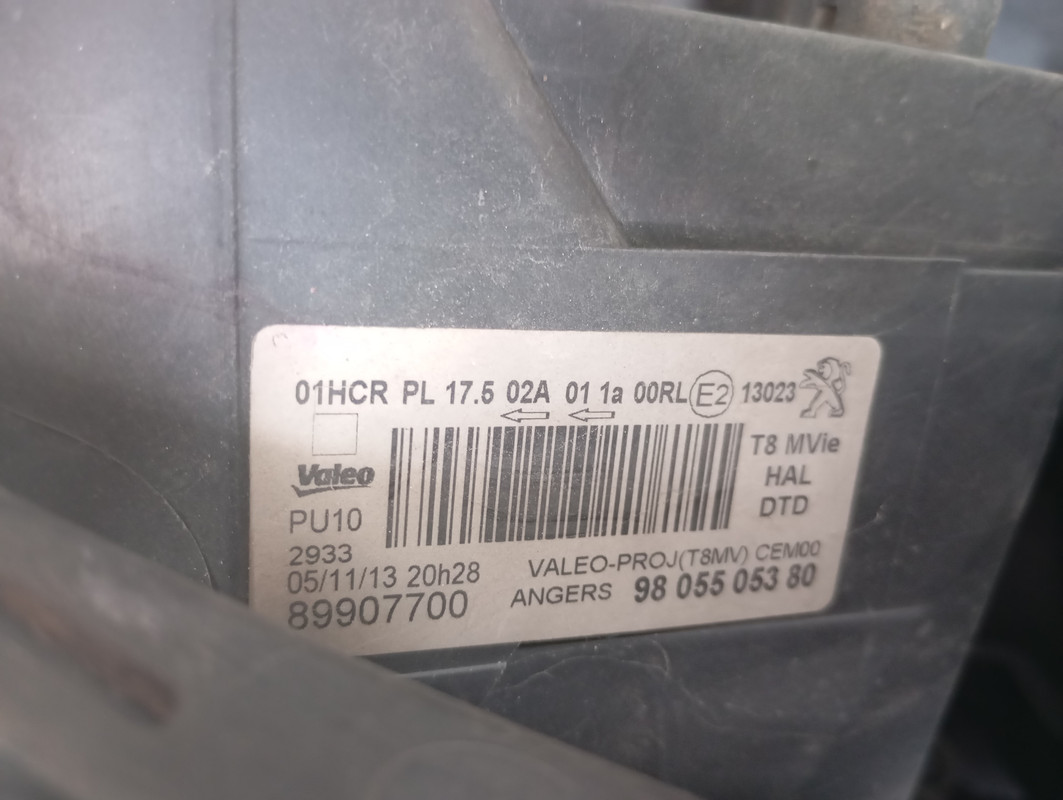 01HCR PL 17.5 02A 01 1a 00RL E2 13023
Valeo
T8 MVie
HAL
DTD
PU10
2933
05/11/13 20h28
89907700
VALEO-PROJ(T8MV) CEM00
ANGERS 98 055 053 80